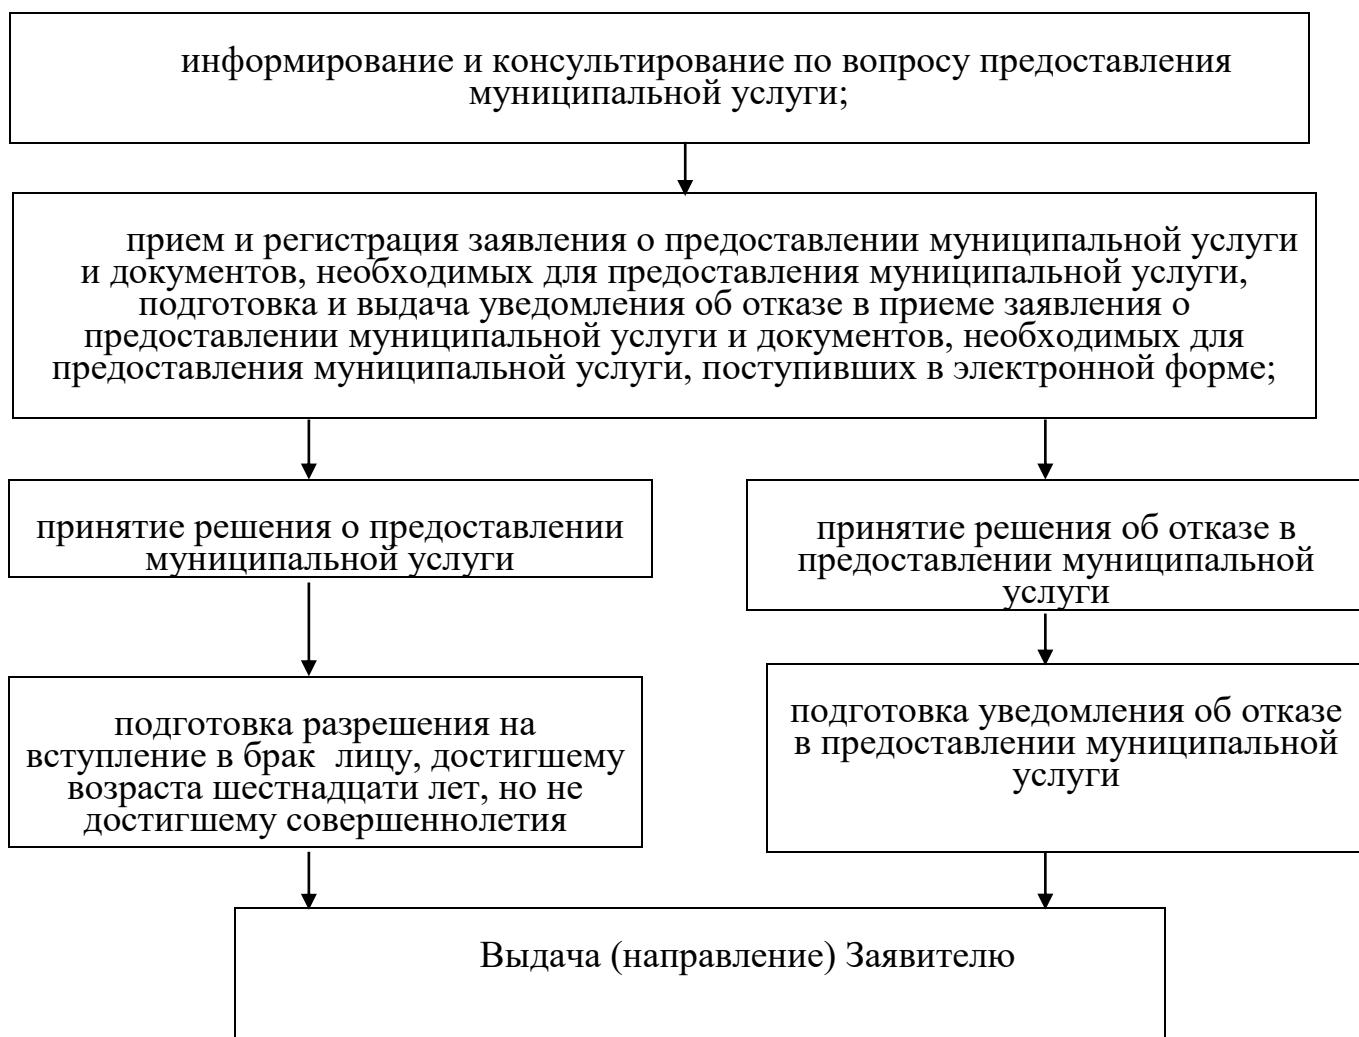 информирование и консультирование по вопросу предоставления
муниципальной услуги;
прием и регистрация заявления о предоставлении муниципальной услуги
и документов, необходимых для предоставления муниципальной услуги,
подготовка и выдача уведомления об отказе в приеме заявления о
предоставлении муниципальной услуги и документов, необходимых для
предоставления муниципальной услуги, поступивших в электронной форме;
принятие решения о предоставлении
муниципальной услуги
принятие решения об отказе в
предоставлении муниципальной
услуги
подготовка разрешения на
вступление в брак  лицу, достигшему
возраста шестнадцати лет, но не
достигшему совершеннолетия
подготовка уведомления об отказе
в предоставлении муниципальной
услуги
Выдача (направление) Заявителю